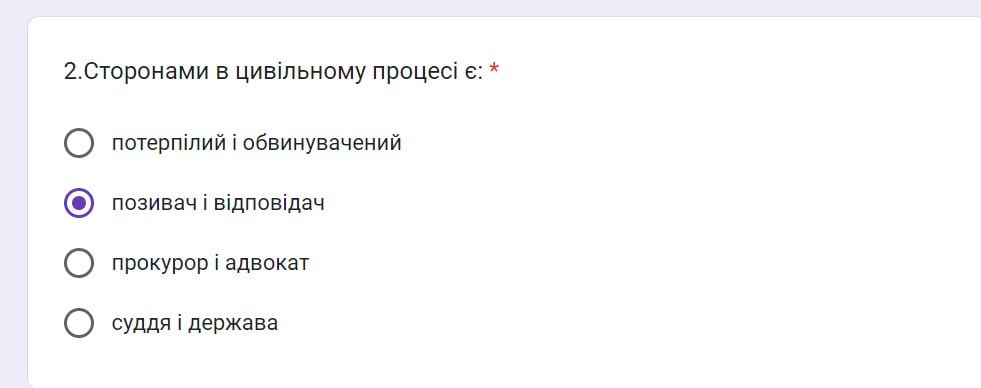 2.Сторонами в цивільному процесі є: *
потерпілий і обвинувачений
позивач і відповідач
прокурор і адвокат
суддя і держава